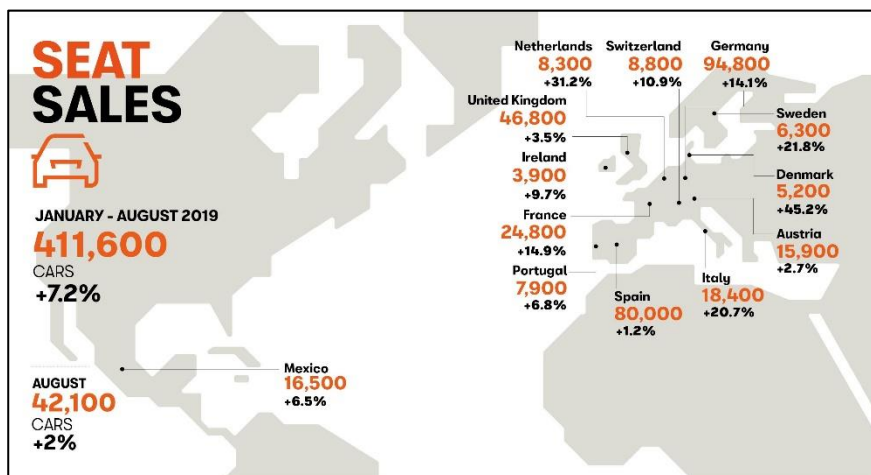 SEAT
SALES
JANUARY - AUGUST 2019
411,600
CARS
+7.2%
AUGUST
42,100
CARS
+2%
Mexico
16,500
+6.5%
Netherlands
8,300
+31.2%
Switzerland
8,800
+10.9%
Germany
94,800
+14.1%
United Kingdom
46,800
+3.5%
Sweden
6,300
+21.8%
Ireland
3,900
+9.7%
Denmark
5,200
+45.2%
France
24,800
+14.9%
Austria
15,900
+2.7%
Portugal
7,900
+6.8%
Spain
80,000
+1.2%
Italy
18,400
+20.7%